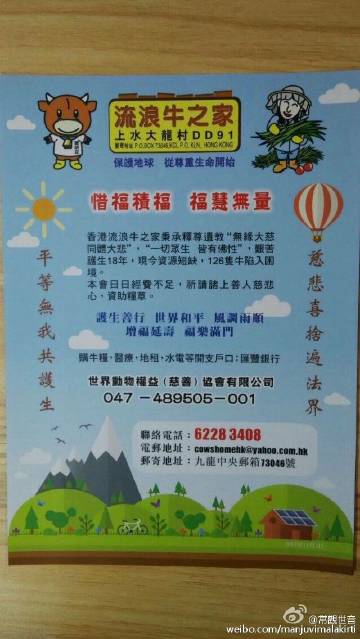 流浪牛之家
上水大龍村DD91
保護地球 從尊重生命開始
惜福積福 福慧無量
香港流浪牛之家秉承釋尊遺教"無緣大慈
同體大悲"，"一切眾生 皆有佛性"，艱苦
護生18年，現今資源短缺，126隻牛陷入困
境。
本會日日經費不足，祈請諸上善人慈悲
心，資助糧草。
護生善行 世界和平 風調雨順
增福延壽 福樂滿門
購牛糧、醫療、地租、水電等開支戶口：匯豐銀行
世界動物權益（慈善）協會有限公司
047-489505-001
平等無我共護生
慈悲喜捨遍法界
聯絡電話：6228 3408
電郵地址：cowshomehk@yahoo.com.hk
郵寄地址：九龍中央郵箱73046號
@常觀世音
weibo.com/manjuvimalakirti